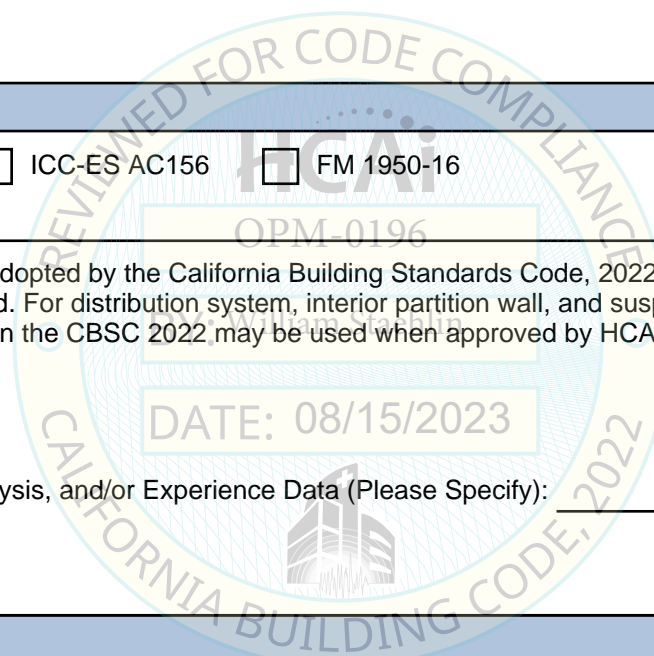 REVIEWED FOR CODE COMPLIANCE
HCAi
ICC-ES AC156 FM 1950-16
OPM-0196
dopted by the California Building Standards Code, 2022
d. For distribution system, interior partition wall, and sus
n the CBSC 2022 may be used when approved by HCA
BY: William Staehlin
DATE: 08/15/2023
ysis, and/or Experience Data (Please Specify):
CALIFORNIA BUILDING CODE, 2022